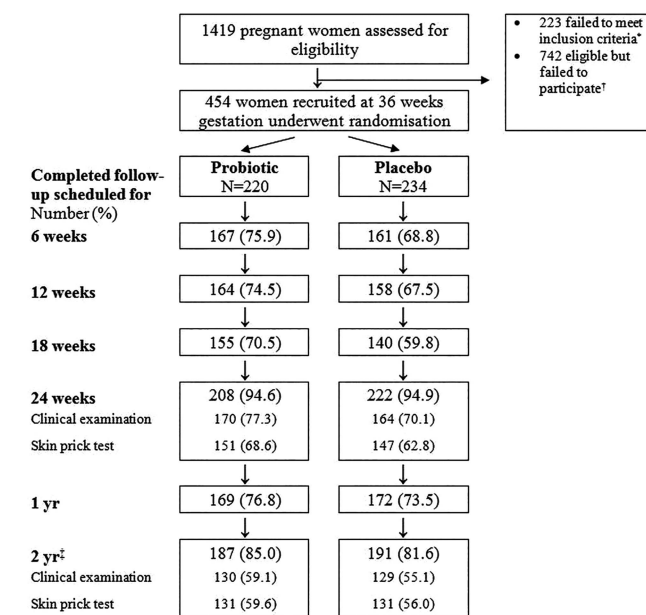 1419 pregnant women assessed for
eligibility
• 223 failed to meet
inclusion criteria*
• 742 eligible but
failed to
participate†
454 women recruited at 36 weeks
gestation underwent randomisation
Completed follow-
up scheduled for
Number (%)
Probiotic
N=220
Placebo
N=234
6 weeks
167 (75.9)
161 (68.8)
12 weeks
164 (74.5)
158 (67.5)
18 weeks
155 (70.5)
140 (59.8)
24 weeks
208 (94.6)
222 (94.9)
Clinical examination
170 (77.3)
164 (70.1)
Skin prick test
151 (68.6)
147 (62.8)
1 yr
169 (76.8)
172 (73.5)
2 yr‡
187 (85.0)
191 (81.6)
Clinical examination
130 (59.1)
129 (55.1)
Skin prick test
131 (59.6)
131 (56.0)